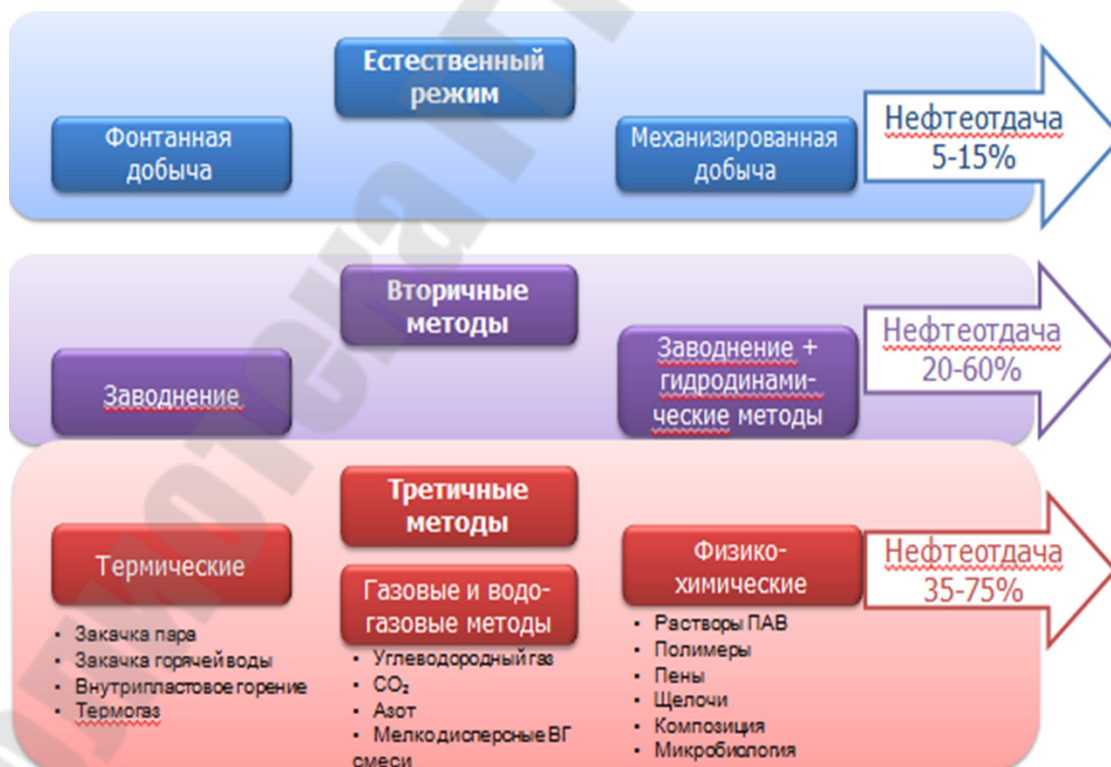 Естественный
режим
Фонтанная
добыча
Механизированная
добыча
Нефтеотдача
5-15%
Вторичные
методы
Заводнение
Заводнение +
гидродинами-
ческие методы
Нефтеотдача
20-60%
Третичные
методы
Термические
• Закачка пара
• Закачка горячей воды
• Внутрипластовое горение
• Термогаз
Газовые и водо-
газовые методы
• Углеводородный газ
• CO₂
• Азот
• Мелкодисперсные ВГ
смеси
Физико-
химические
• Растворы ПАВ
• Полимеры
• Пены
• Щелочи
• Композиция
• Микробиология
Нефтеотдача
35-75%